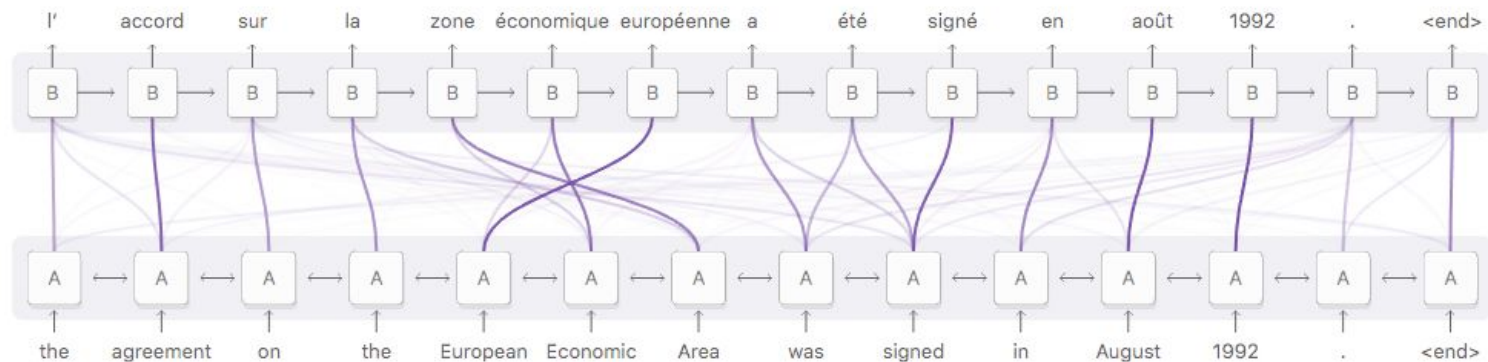 l' accord sur la zone économique européenne a été signé en août 1992 . <end>
B B B B B B B B B B B B B B B
A A A A A A A A A A A A A A
the agreement on the European Economic Area was signed in August 1992 . <end>